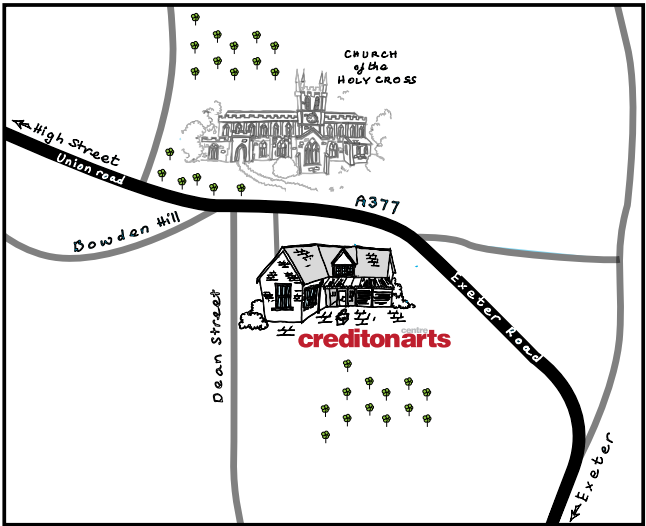 CHURCH
of the
HOLY CROSS
High Street
Union road
A377
Bowden Hill
Exeter Road
Dean Street
centre
creditonarts
Exeter